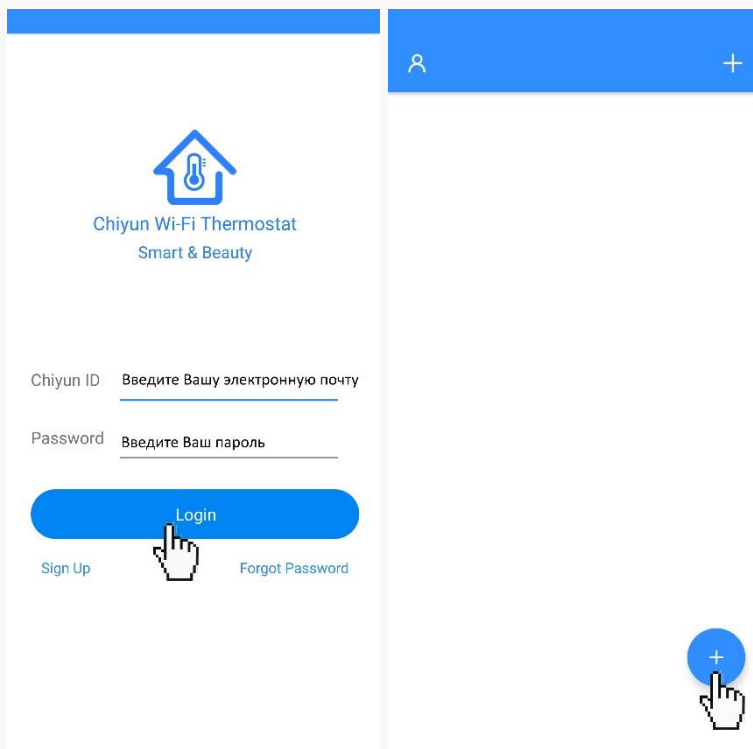 Chiyun Wi-Fi Thermostat
Smart & Beauty
Chiyun ID Введите Вашу электронную почту
Password Введите Ваш пароль
Login
Sign Up Forgot Password